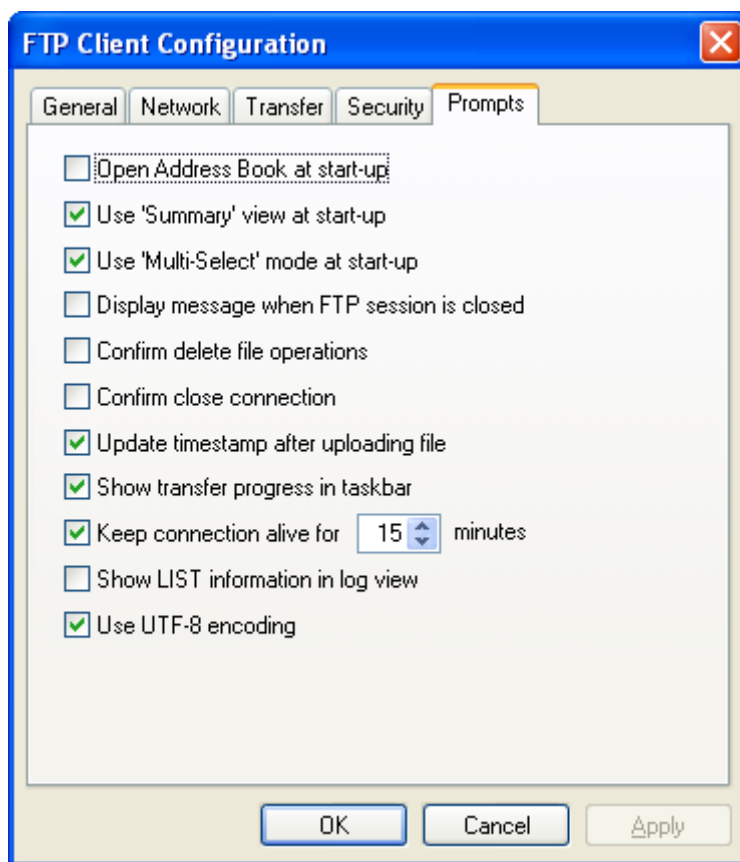 FTP Client Configuration
General Network Transfer Security Prompts
Open Address Book at start-up
Use 'Summary' view at start-up
Use 'Multi-Select' mode at start-up
Display message when FTP session is closed
Confirm delete file operations
Confirm close connection
Update timestamp after uploading file
Show transfer progress in taskbar
Keep connection alive for 15 minutes
Show LIST information in log view
Use UTF-8 encoding
OK Cancel Apply